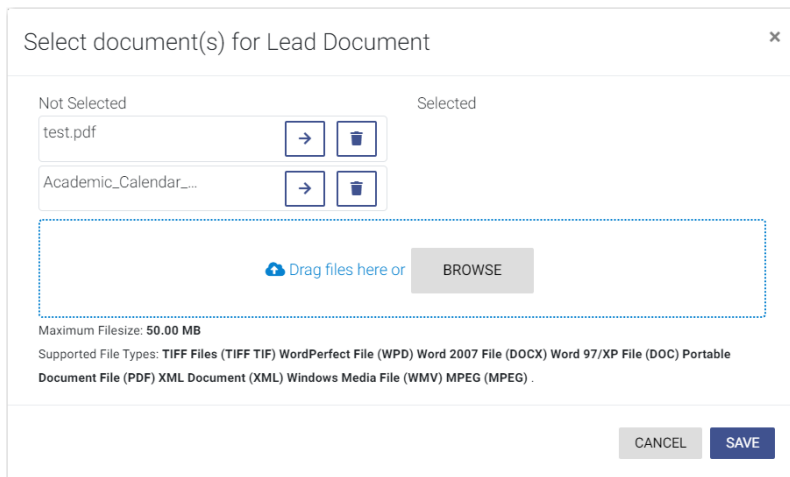 Select document(s) for Lead Document
×
Not Selected
Selected
test.pdf
Academic_Calendar_...
Drag files here or
BROWSE
Maximum Filesize: 50.00 MB
Supported File Types: TIFF Files (TIFF TIF) WordPerfect File (WPD) Word 2007 File (DOCX) Word 97/XP File (DOC) Portable
Document File (PDF) XML Document (XML) Windows Media File (WMV) MPEG (MPEG) .
CANCEL
SAVE